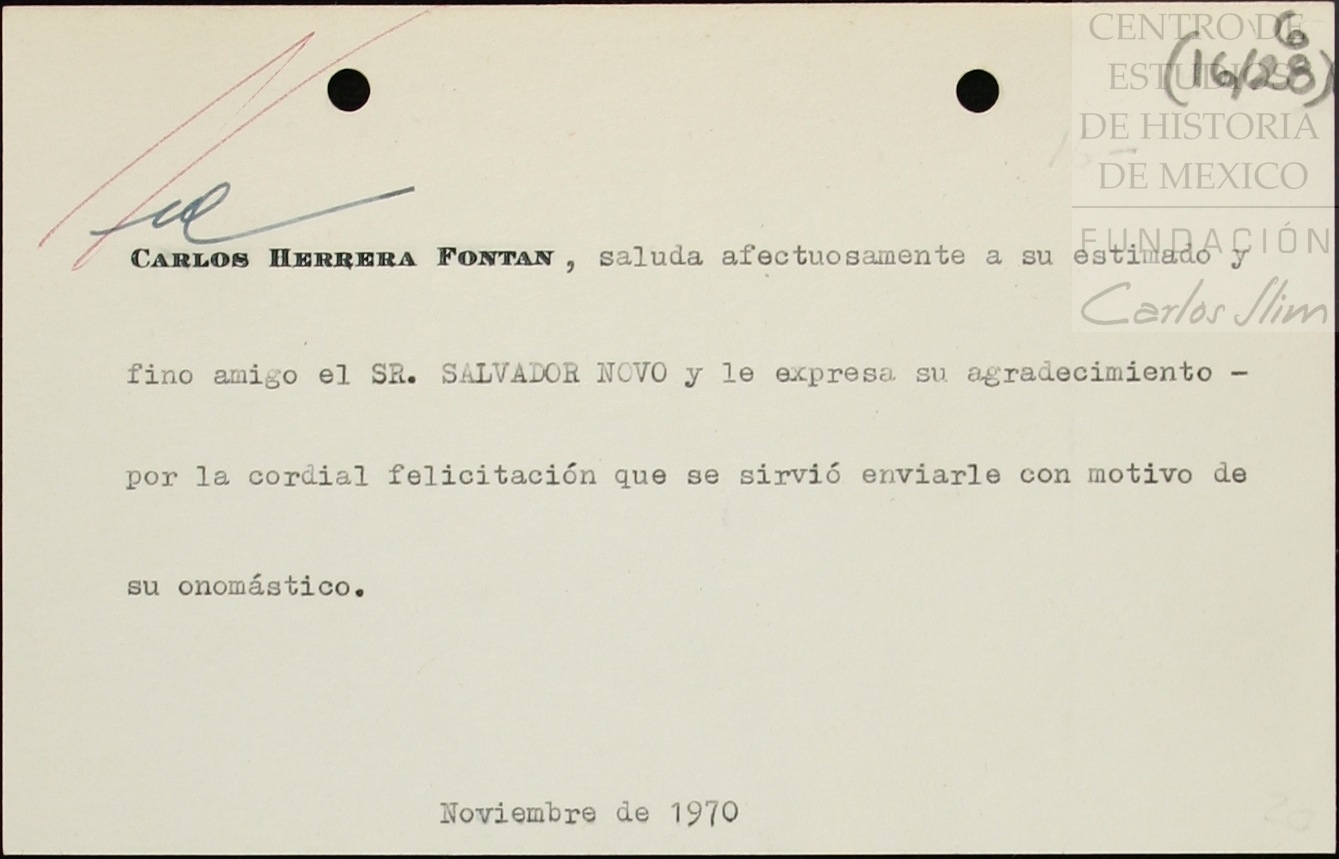 CENTRO DE
ESTUDIOS
DE HISTORIA
DE MEXICO
FUNDACIÓN
Carlos Slim
6
CARLOS HERRERA FONTAN, saluda afectuosamente a su estimado y
fino amigo el SR. SALVADOR NOVO y le expresa su agradecimiento -
por la cordial felicitación que se sirvió enviarle con motivo de
su onomástico.
Noviembre de 1970
20